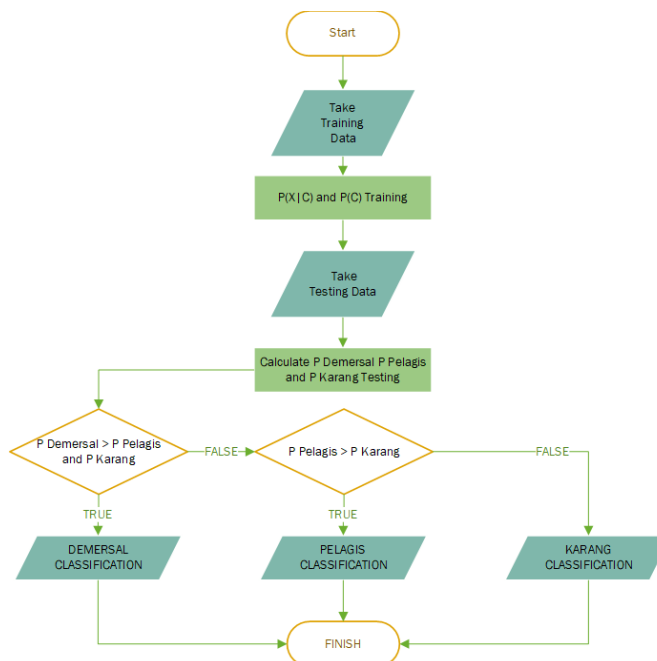 Start
Take
Training
Data
P(X|C) and P(C) Training
Take
Testing Data
Calculate P Demersal P Pelagis
and P Karang Testing
P Demersal > P Pelagis
and P Karang
FALSE
P Pelagis > P Karang
FALSE
TRUE
TRUE
DEMERSAL
CLASSIFICATION
PELAGIS
CLASSIFICATION
KARANG
CLASSIFICATION
FINISH